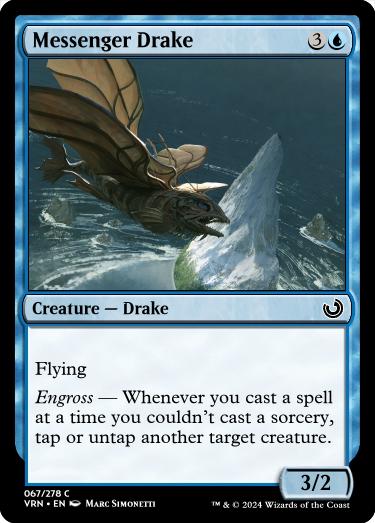 Messenger Drake 3
Creature — Drake
Flying
Engross — Whenever you cast a spell
at a time you couldn't cast a sorcery,
tap or untap another target creature.
3/2
067/278 C
VRN • EN Marc Simonetti ™ & © 2024 Wizards of the Coast